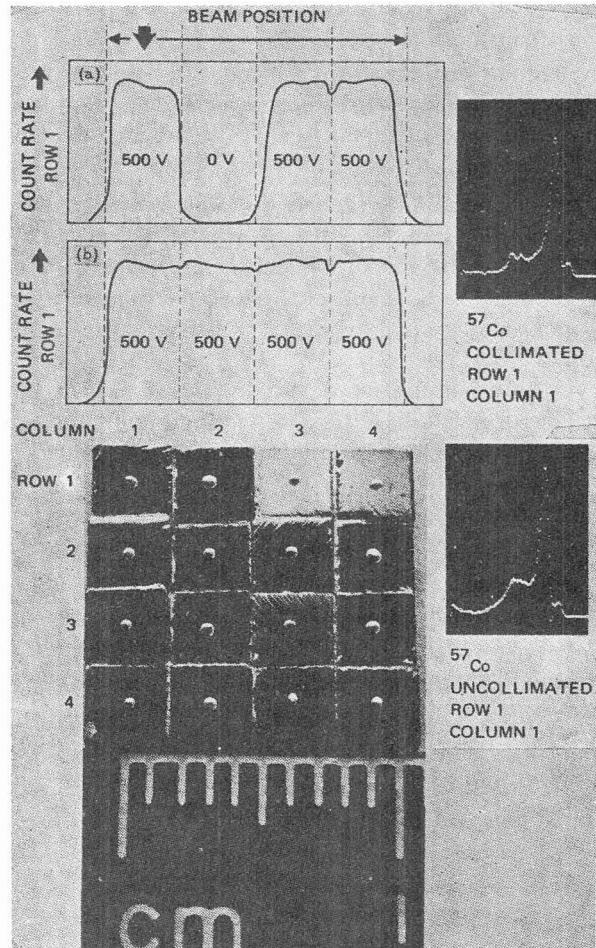 BEAM POSITION
(a)
COUNT RATE
ROW 1
500 V 0 V 500 V 500 V
(b)
COUNT RATE
ROW 1
500 V 500 V 500 V 500 V
57Co
COLLIMATED
ROW 1
COLUMN 1
COLUMN 1 2 3 4
ROW 1
2
3
4
57Co
UNCOLLIMATED
ROW 1
COLUMN 1
cm